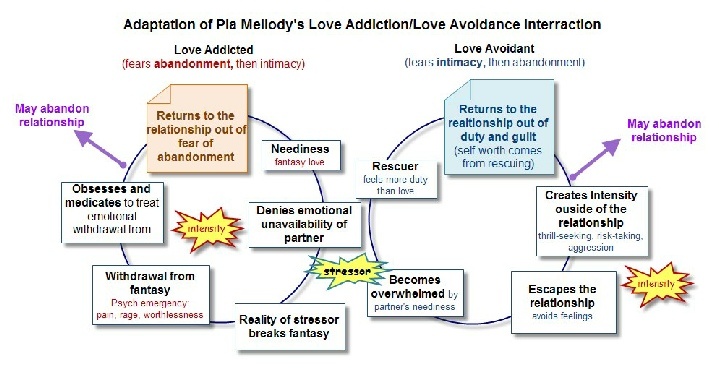 Adaptation of Pia Mellody's Love Addiction/Love Avoidance Interraction
Love Addicted
(fears abandonment, then intimacy)
Love Avoidant
(fears intimacy, then abandonment)
May abandon
relationship
Returns to the
relationship out of
fear of
abandonment
Neediness
fantasy love
Denies emotional
unavailability of
partner
Obsesses and
medicates to treat
emotional
withdrawal from
intensity
Withdrawal from
fantasy
Psych emergency:
pain, rage, worthlessness
Reality of stressor
breaks fantasy
stressor
Rescuer
feels more duty
than love
Returns to the
realtionship out of
duty and guilt
(self worth comes
from rescuing)
May abandon
relationship
Creates Intensity
ouside of the
relationship
thrill-seeking, risk-taking,
aggression
Becomes
overwhelmed by
partner's neediness
Escapes the
relationship
avoids feelings
intensity